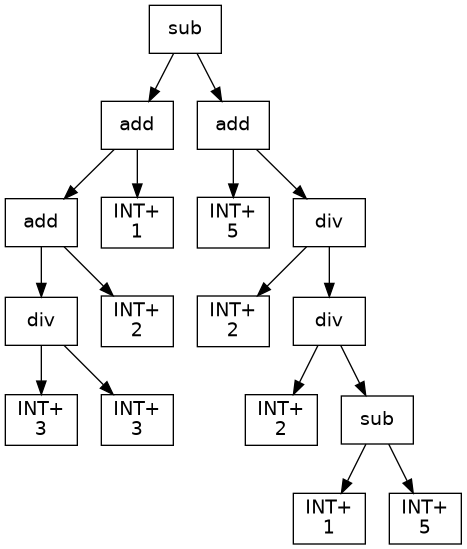 sub
add
add
add
INT+
1
INT+
5
div
div
INT+
2
INT+
2
div
INT+
3
INT+
3
INT+
2
sub
INT+
1
INT+
5